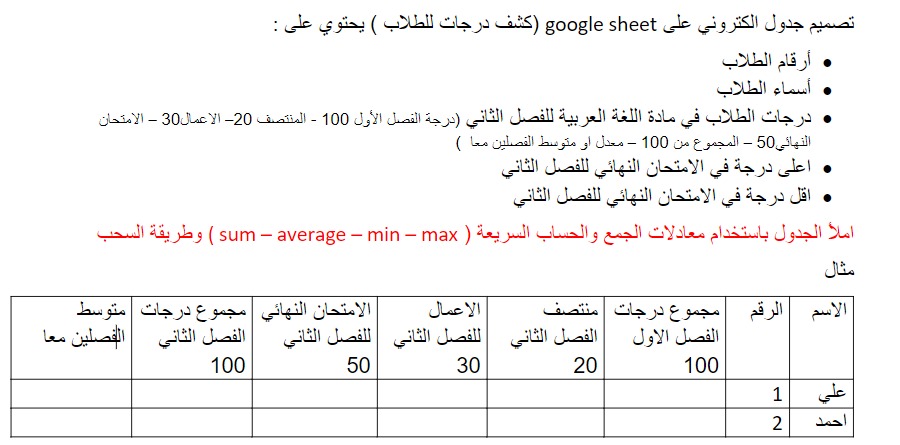 تصميم جدول الكتروني على google sheet (كشف درجات للطلاب ) يحتوي على :
• أرقام الطلاب
• أسماء الطلاب
• درجات الطلاب في مادة اللغة العربية للفصل الثاني (درجة الفصل الأول 100 - المنتصف 20– الاعمال30 – الامتحان
النهائي50 – المجموع من 100 – معدل او متوسط الفصلين معا )
• اعلى درجة في الامتحان النهائي للفصل الثاني
• اقل درجة في الامتحان النهائي للفصل الثاني
املأ الجدول باستخدام معادلات الجمع والحساب السريعة ( sum – average – min – max ) وطريقة السحب
مثال
الاسم الرقم مجموع درجات منتصف الاعمال الامتحان النهائي مجموع درجات متوسط
الفصل الاول الفصل الثاني للفصل الثاني للفصل الثاني الفصل الثاني الفصلين معا
100 20 30 50 100
علي 1
احمد 2